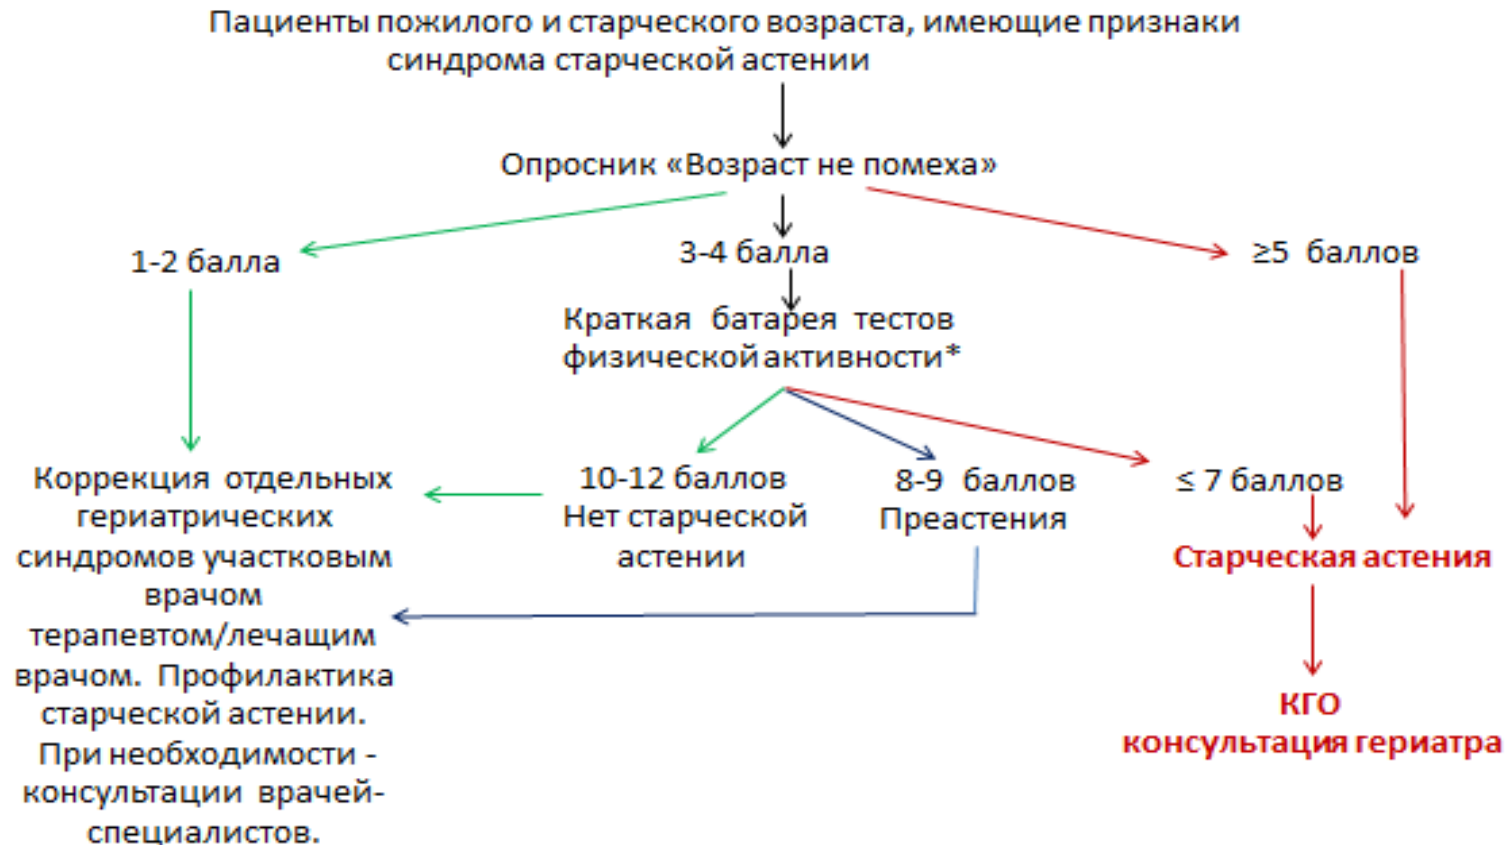 Пациенты пожилого и старческого возраста, имеющие признаки
синдрома старческой астении
Опросник «Возраст не помеха»
1-2 балла
3-4 балла
≥5 баллов
Краткая батарея тестов
физической активности*
Коррекция отдельных
гериатрических
синдромов участковым
врачом
терапевтом/лечащим
врачом. Профилактика
старческой астении.
При необходимости -
консультации врачей-
специалистов.
10-12 баллов
Нет старческой
астении
8-9 баллов
Преастения
≤ 7 баллов
Старческая астения
КГО
консультация гериатра